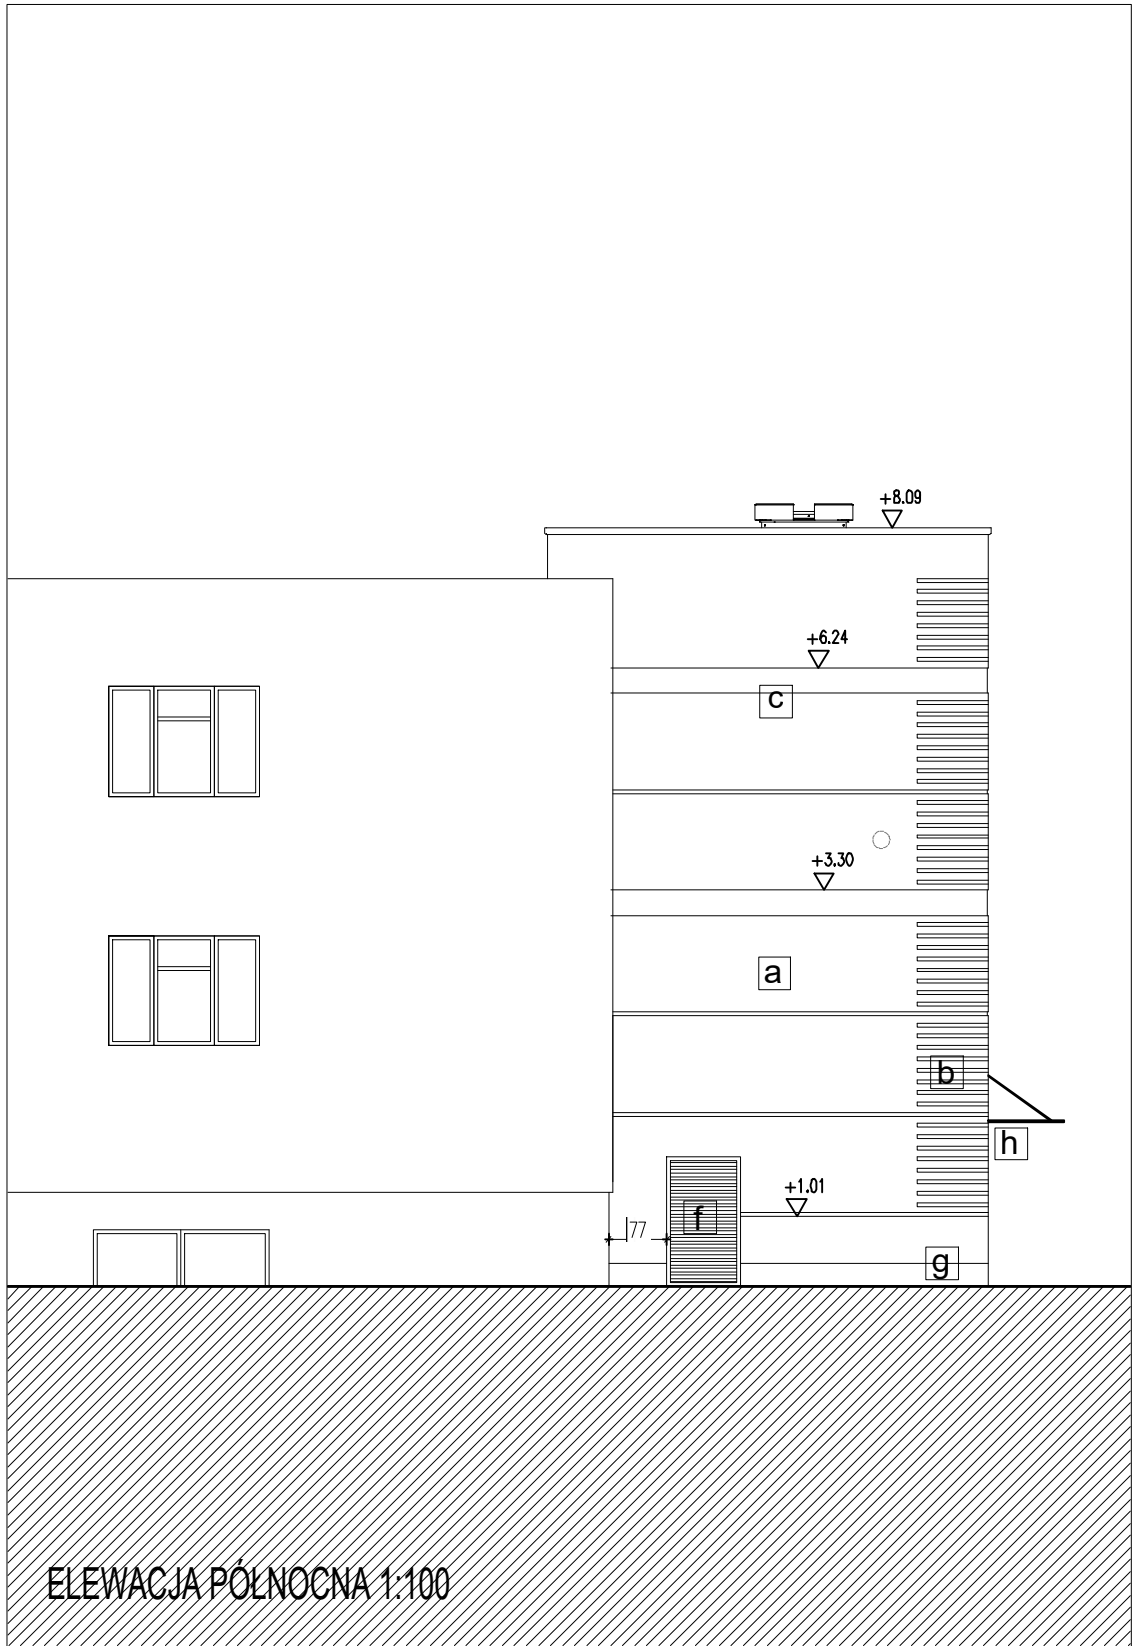 +8.09
+6.24
c
+3.30
a
b
h
+1.01
f
77
g
ELEWACJA PÓŁNOCNA 1:100